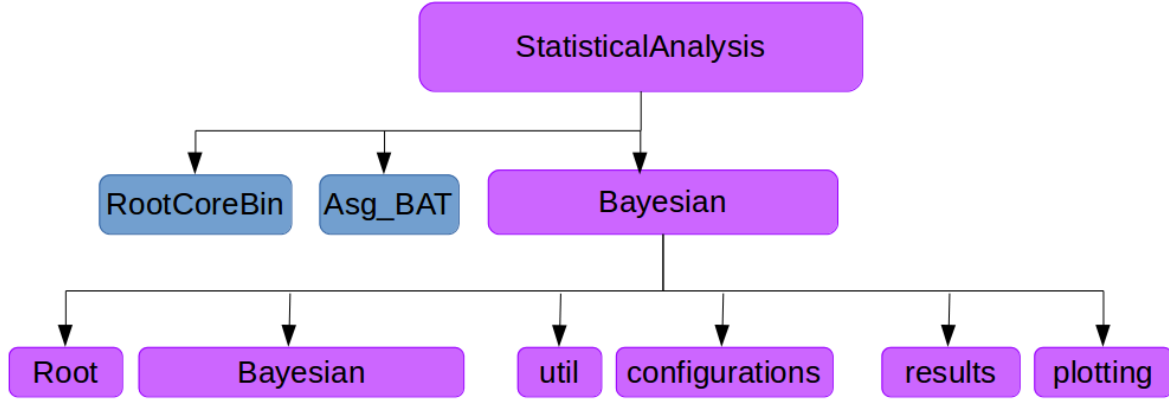 StatisticalAnalysis
RootCoreBin
Asg_BAT
Bayesian
Root
Bayesian
util
configurations
results
plotting